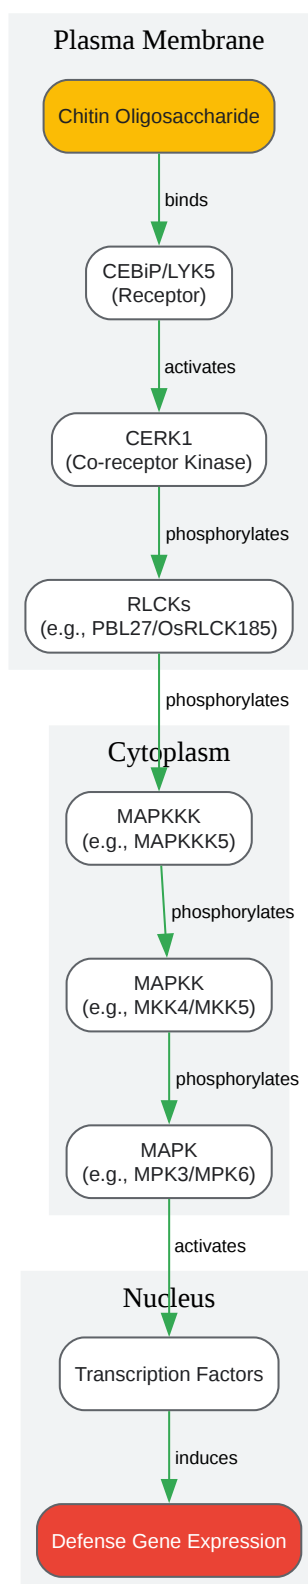 Plasma Membrane
Chitin Oligosaccharide
binds
CEBiP/LYK5
(Receptor)
activates
CERK1
(Co-receptor Kinase)
phosphorylates
RLCKs
(e.g., PBL27/OsRLCK185)
phosphorylates
Cytoplasm
MAPKKK
(e.g., MAPKKK5)
phosphorylates
MAPKK
(e.g., MKK4/MKK5)
phosphorylates
MAPK
(e.g., MPK3/MPK6)
activates
Nucleus
Transcription Factors
induces
Defense Gene Expression